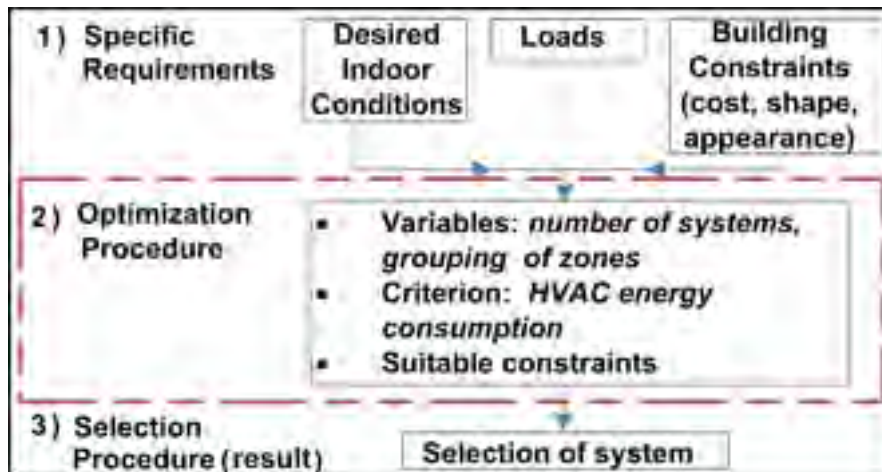 1) Specific
Requirements
Desired
Indoor
Conditions
Loads
Building
Constraints
(cost, shape,
appearance)
2) Optimization
Procedure
▪ Variables: number of systems,
grouping of zones
▪ Criterion: HVAC energy
consumption
▪ Suitable constraints
3) Selection
Procedure (result)
Selection of system